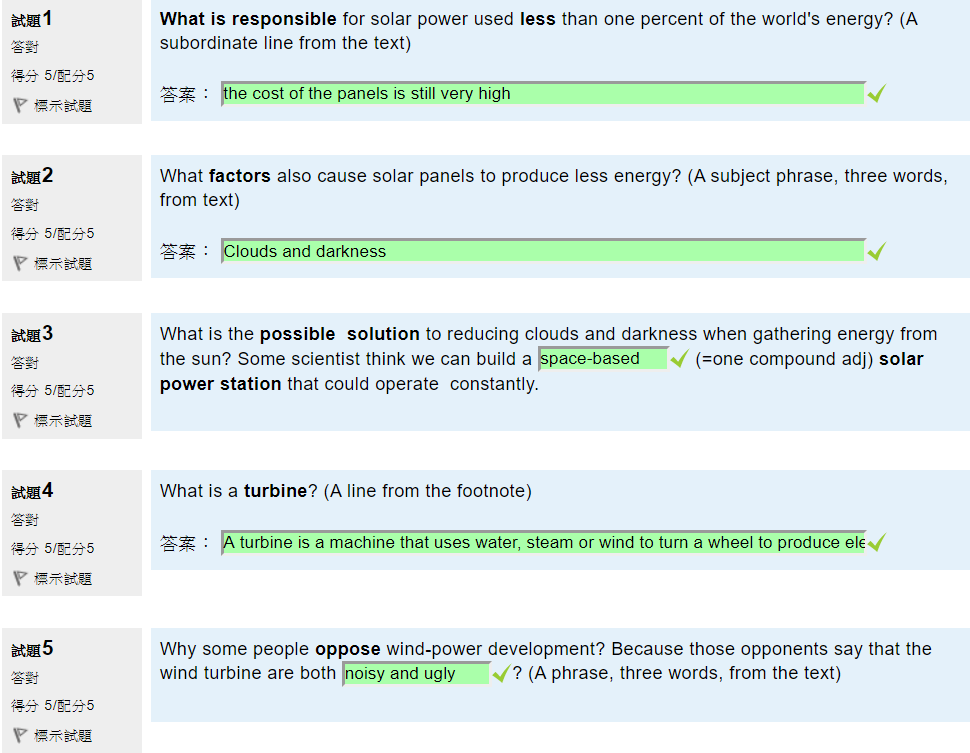 試題1
答對
得分 5/配分5
標示試題
What is responsible for solar power used less than one percent of the world's energy? (A
subordinate line from the text)
答案： the cost of the panels is still very high
試題2
答對
得分 5/配分5
標示試題
What factors also cause solar panels to produce less energy? (A subject phrase, three words,
from text)
答案： Clouds and darkness
試題3
答對
得分 5/配分5
標示試題
What is the possible  solution to reducing clouds and darkness when gathering energy from
the sun? Some scientist think we can build a space-based (=one compound adj) solar
power station that could operate  constantly.
試題4
答對
得分 5/配分5
標示試題
What is a turbine? (A line from the footnote)
答案： A turbine is a machine that uses water, steam or wind to turn a wheel to produce ele
試題5
答對
得分 5/配分5
標示試題
Why some people oppose wind-power development? Because those opponents say that the
wind turbine are both noisy and ugly ? (A phrase, three words, from the text)